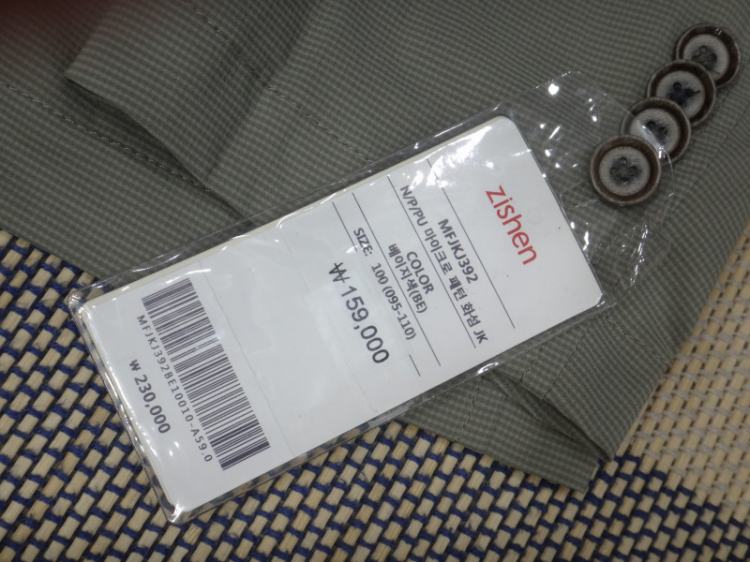 zishen
MFJKJ392
N/P/PU 마이크로 패턴 화섬 JK
COLOR
베이지색(BE)
SIZE: 100 (095-110)
₩159,000
MFJKJ392BE10010-A59.0
₩ 230,000